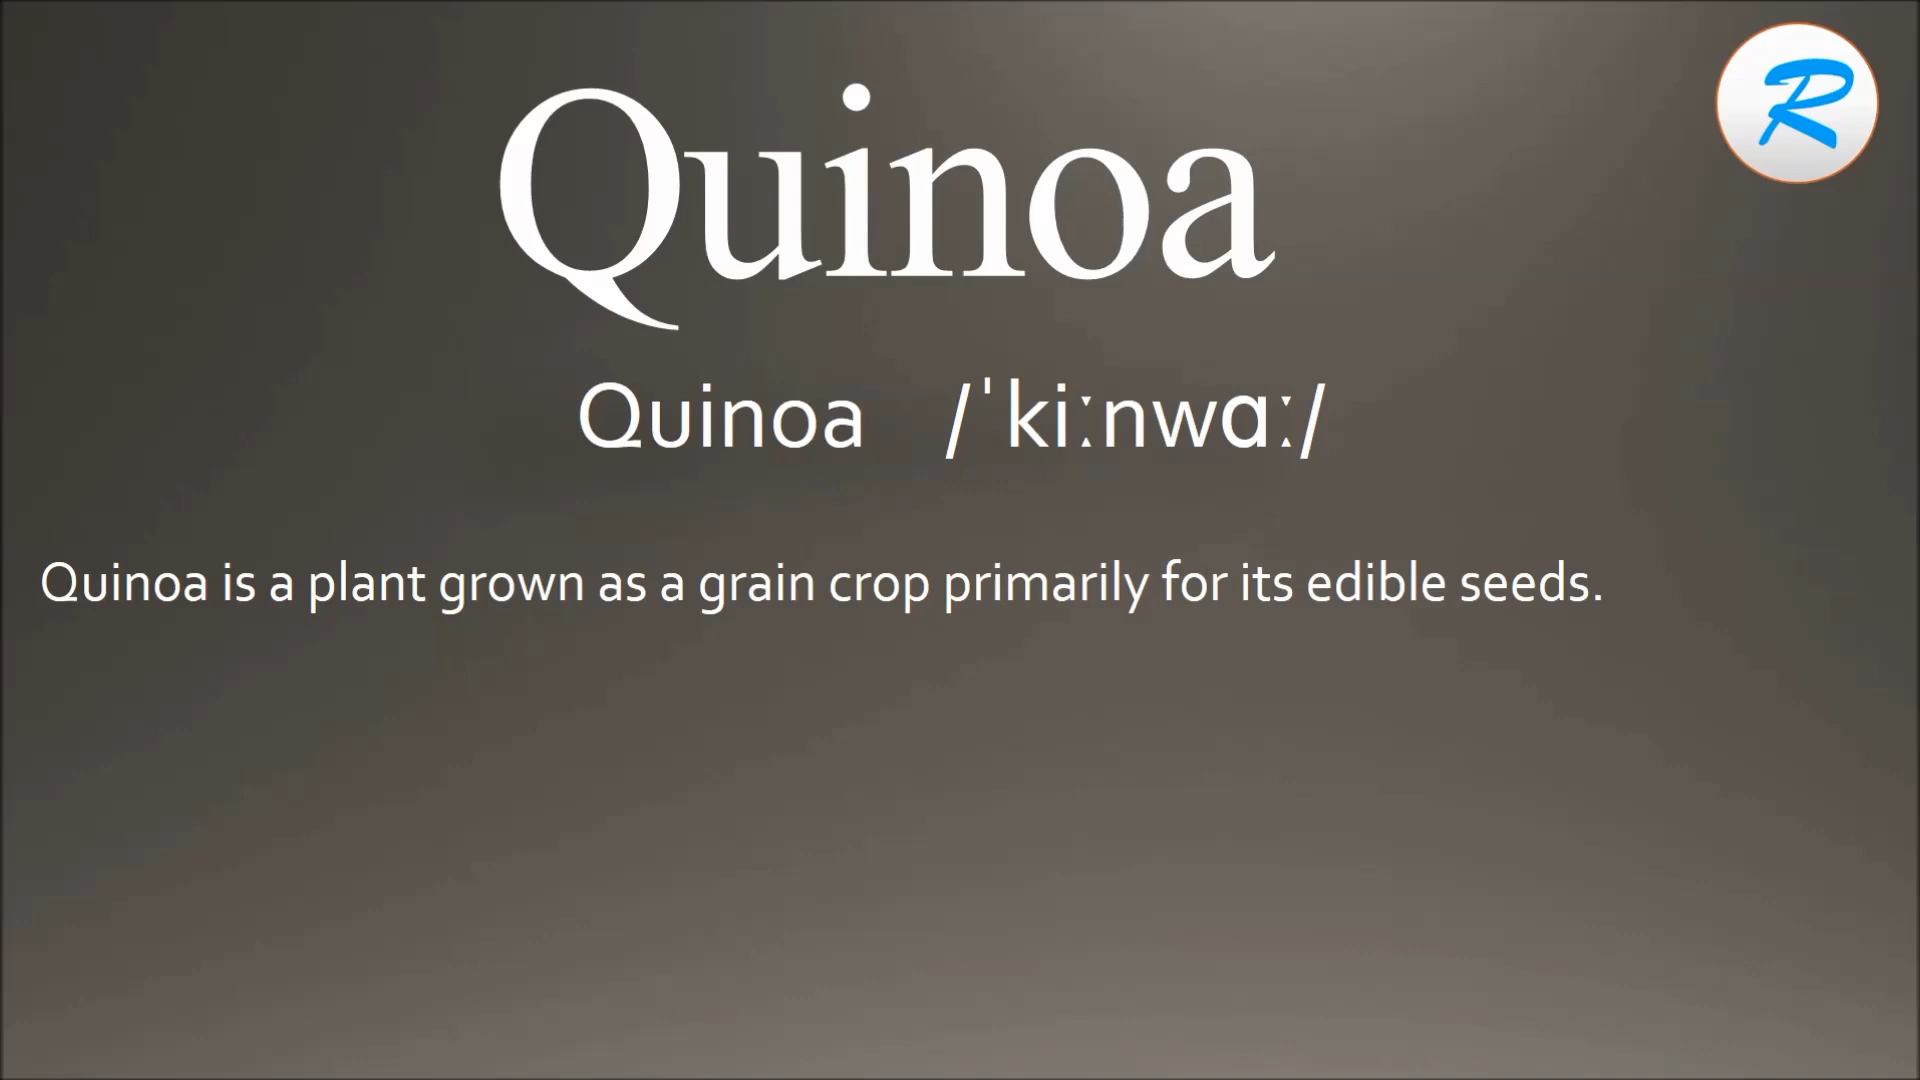 R
Quinoa
Quinoa /ˈkiːnwɑː/
Quinoa is a plant grown as a grain crop primarily for its edible seeds.